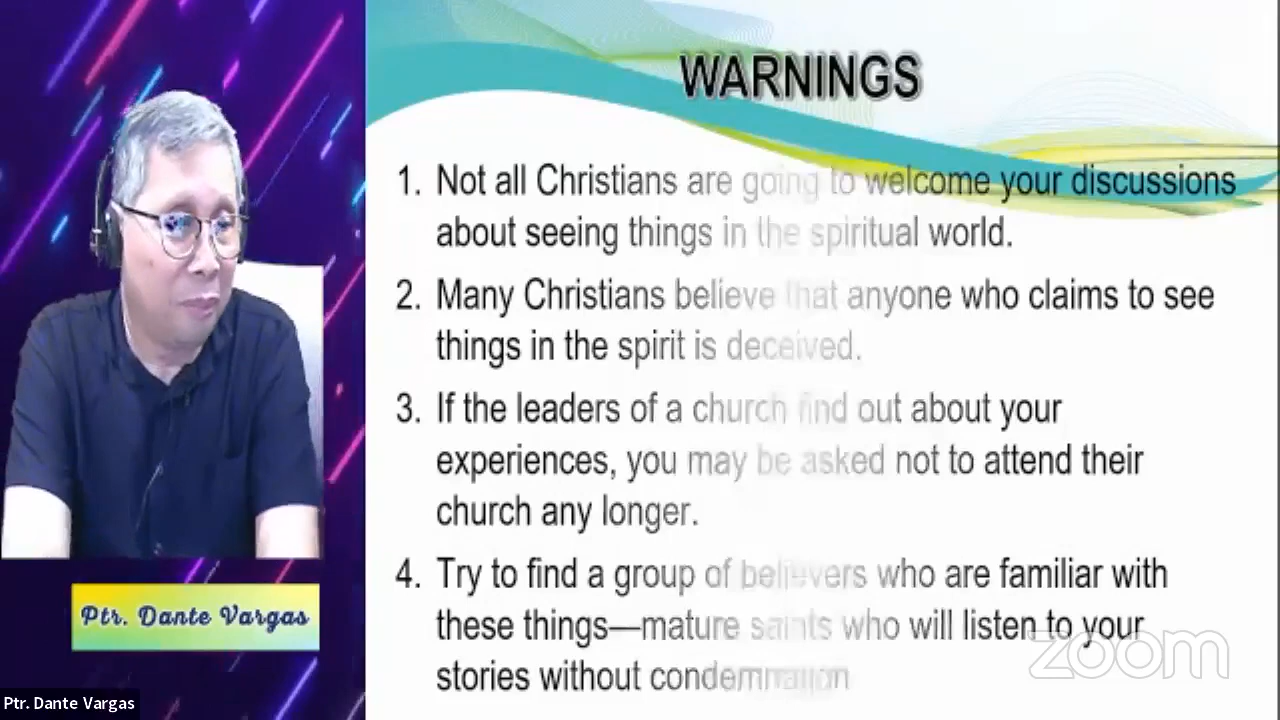 WARNINGS
1. Not all Christians are going to welcome your discussions
about seeing things in the spiritual world.
2. Many Christians believe that anyone who claims to see
things in the spirit is deceived.
3. If the leaders of a church find out about your
experiences, you may be asked not to attend their
church any longer.
4. Try to find a group of believers who are familiar with
these things—mature saints who will listen to your
stories without condemnation
zoom
Ptr. Dante Vargas
Ptr. Dante Vargas